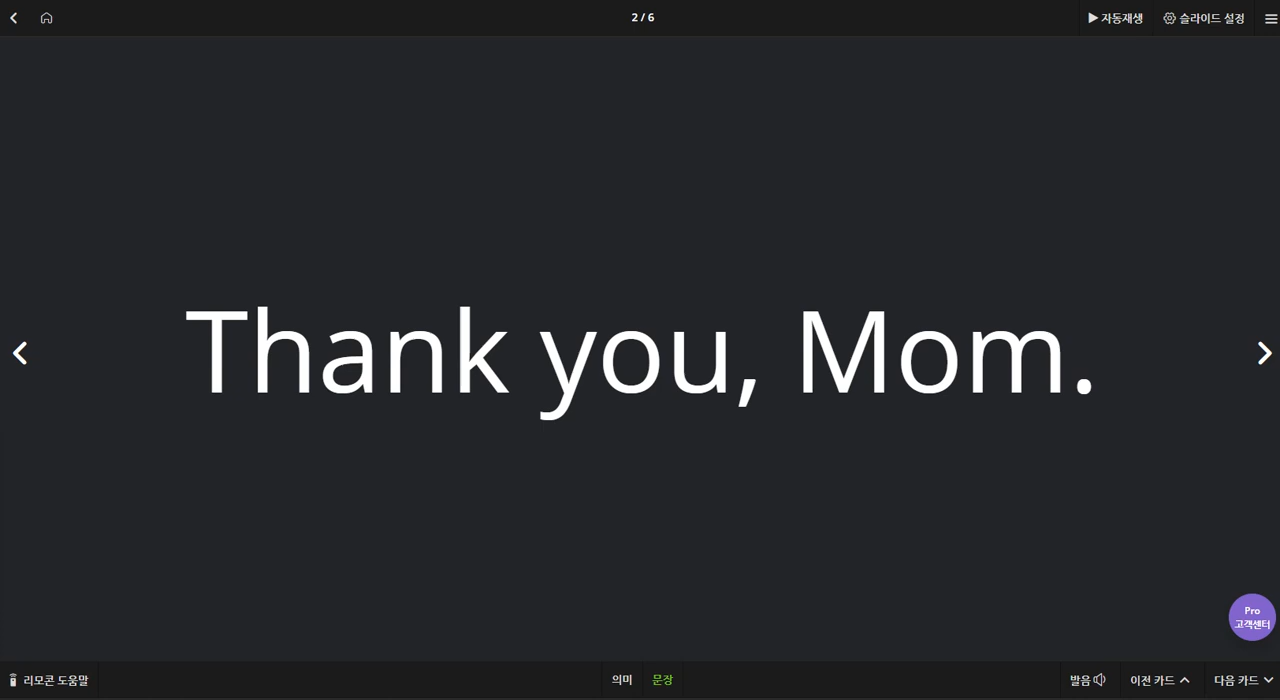 2 / 6
자동재생
슬라이드 설정
Thank you, Mom.
Pro
고객센터
리모콘 도움말
의미
문장
발음
이전 카드
다음 카드